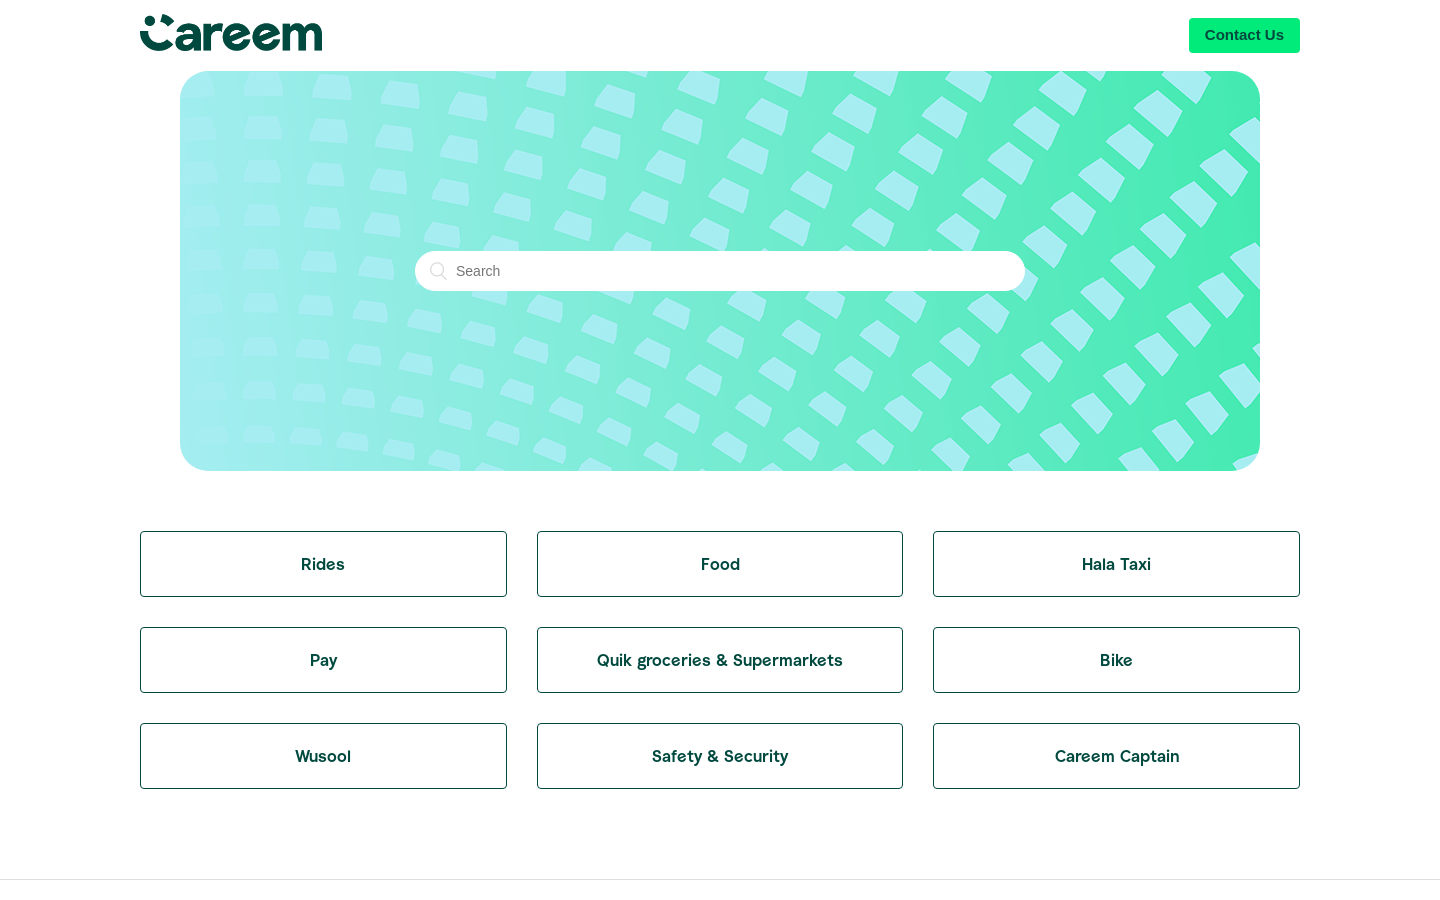 Careem
Contact Us
Search
Rides
Food
Hala Taxi
Pay
Quik groceries & Supermarkets
Bike
Wusool
Safety & Security
Careem Captain